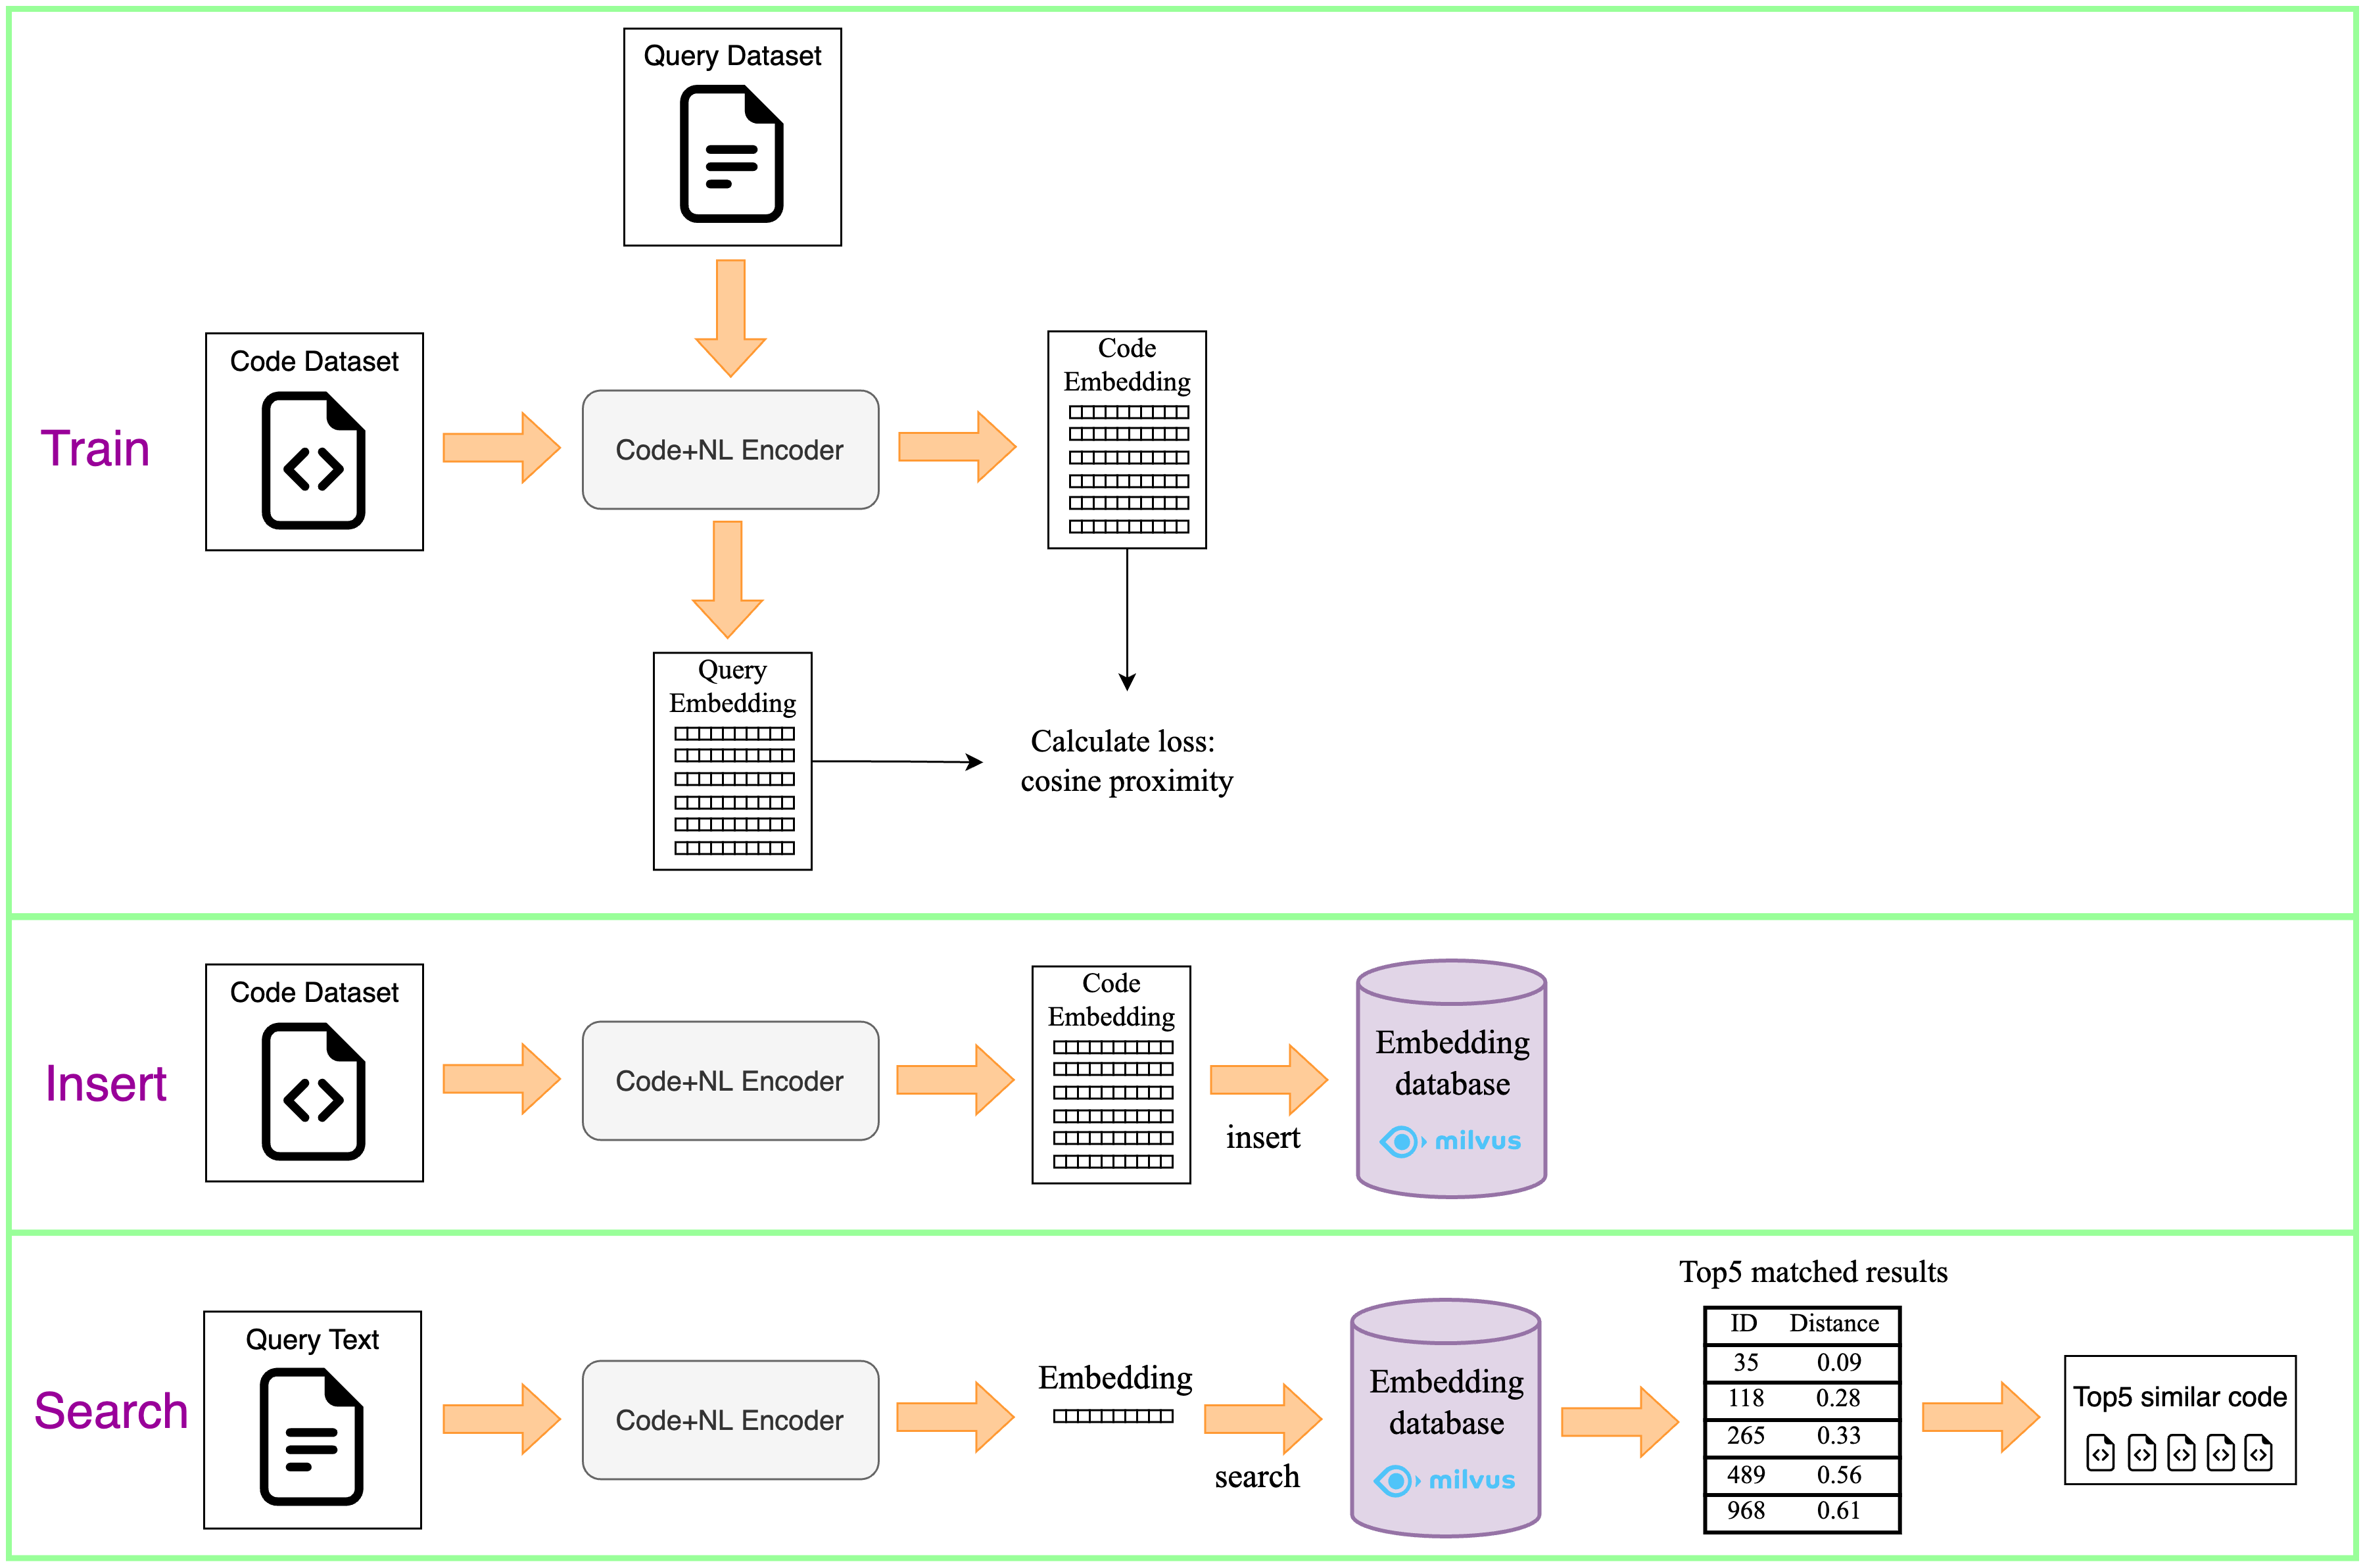 Query Dataset
Code Dataset
Code
Embedding
Train
Code+NL Encoder
Query
Embedding
Calculate loss:
cosine proximity
Code Dataset
Code
Embedding
Insert
Code+NL Encoder
insert
Embedding
database
milvus
Top5 matched results
Query Text
Search
Code+NL Encoder
Embedding
search
Embedding
database
milvus
ID Distance
35 0.09
118 0.28
265 0.33
489 0.56
968 0.61
Top5 similar code